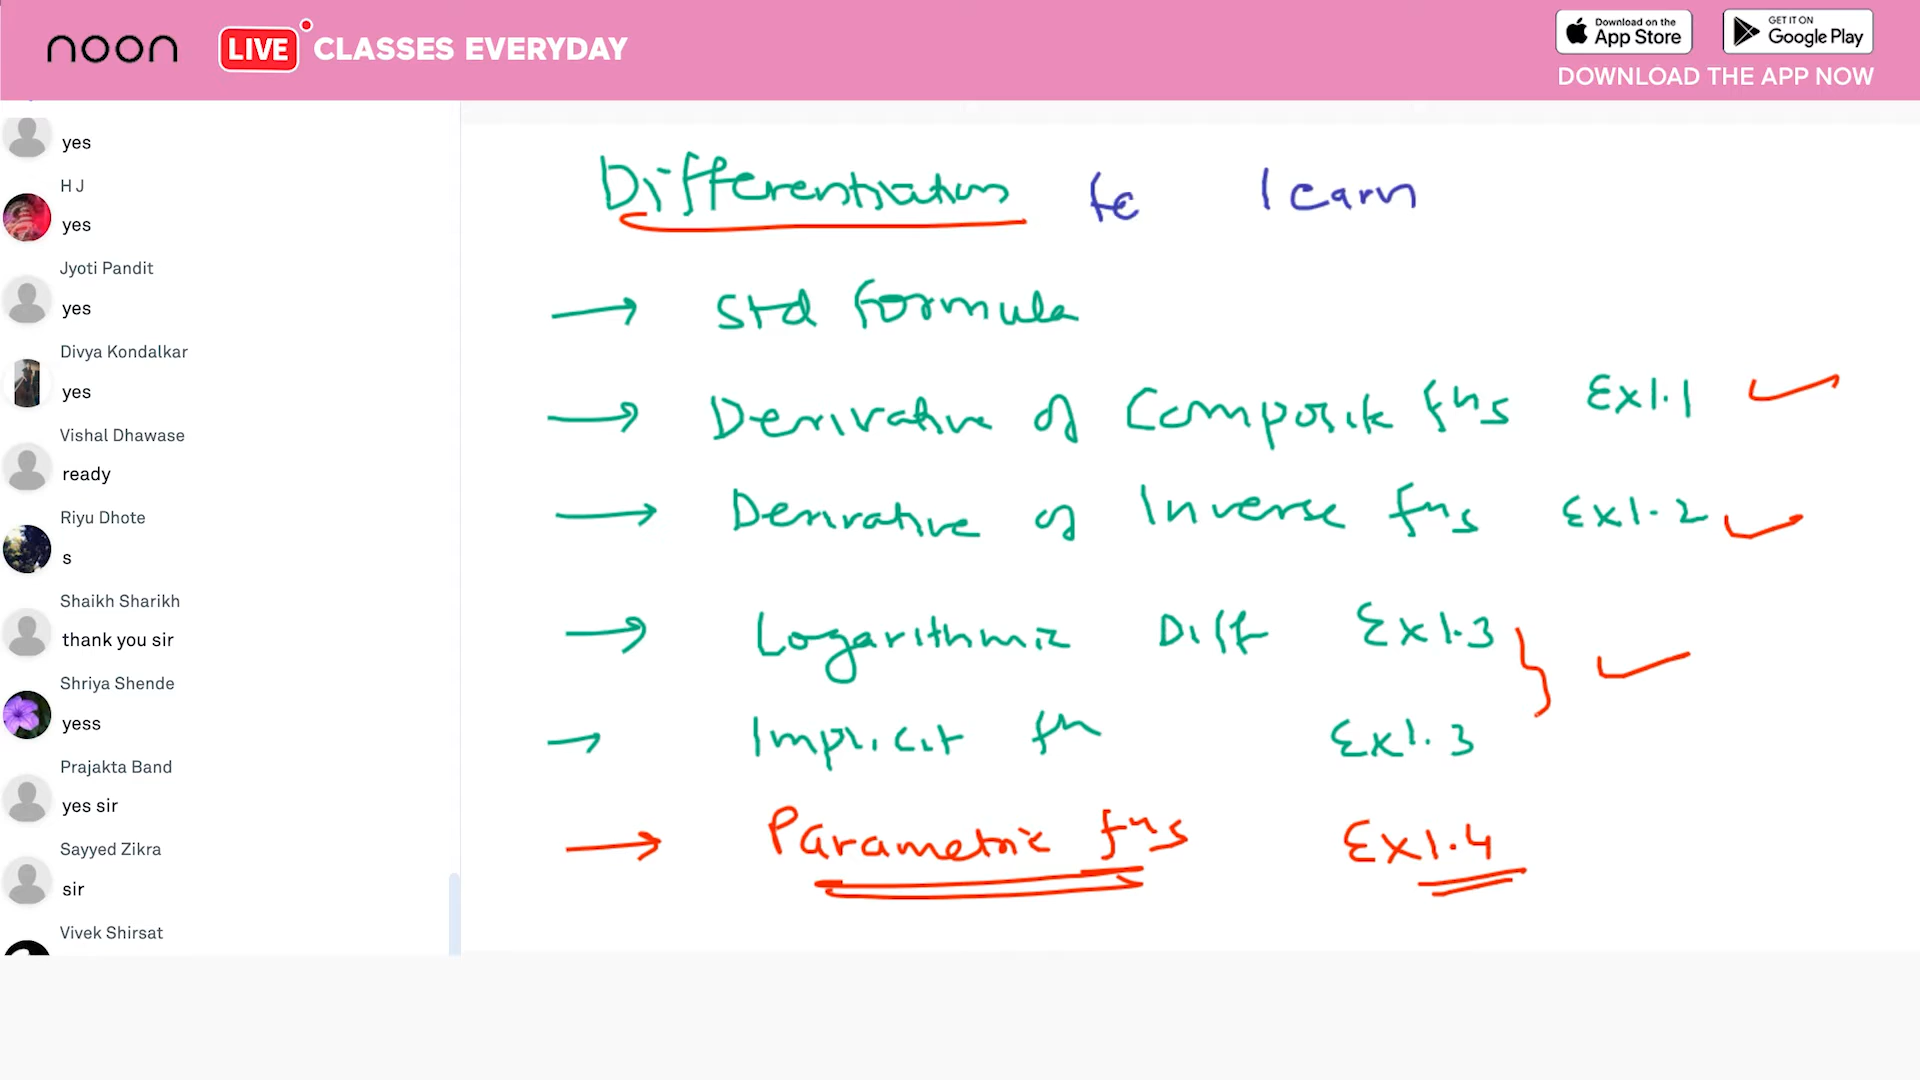 noon LIVE CLASSES EVERYDAY
Download on the App Store
GET IT ON Google Play
DOWNLOAD THE APP NOW
yes
H J
yes
Jyoti Pandit
yes
Divya Kondalkar
yes
Vishal Dhawase
ready
Riyu Dhote
s
Shaikh Sharikh
thank you sir
Shriya Shende
yess
Prajakta Band
yes sir
Sayyed Zikra
sir
Vivek Shirsat
Differentiation to learn
→ Std formula
→ Derivative of Composite fns Ex1.1 ✓
→ Derivative of Inverse fns Ex1.2 ✓
→ Logarithmic Diff Ex1.3
→ Implicit fn Ex1.3
→ Parametric fns Ex1.4